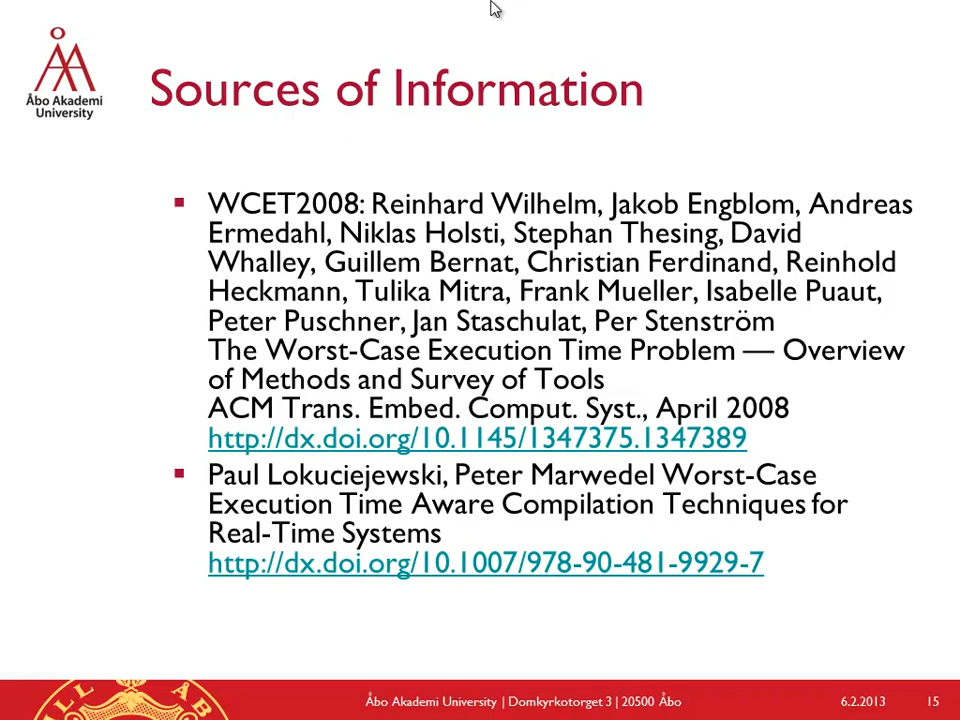 Åbo Akademi
University
Sources of Information
WCET2008: Reinhard Wilhelm, Jakob Engblom, Andreas
Ermedahl, Niklas Holsti, Stephan Thesing, David
Whalley, Guillem Bernat, Christian Ferdinand, Reinhold
Heckmann, Tulika Mitra, Frank Mueller, Isabelle Puaut,
Peter Puschner, Jan Staschulat, Per Stenström
The Worst-Case Execution Time Problem — Overview
of Methods and Survey of Tools
ACM Trans. Embed. Comput. Syst., April 2008
http://dx.doi.org/10.1145/1347375.1347389
Paul Lokuciejewski, Peter Marwedel Worst-Case
Execution Time Aware Compilation Techniques for
Real-Time Systems
http://dx.doi.org/10.1007/978-90-481-9929-7
Åbo Akademi University | Domkyrkotorget 3 | 20500 Åbo
6.2.2013
15